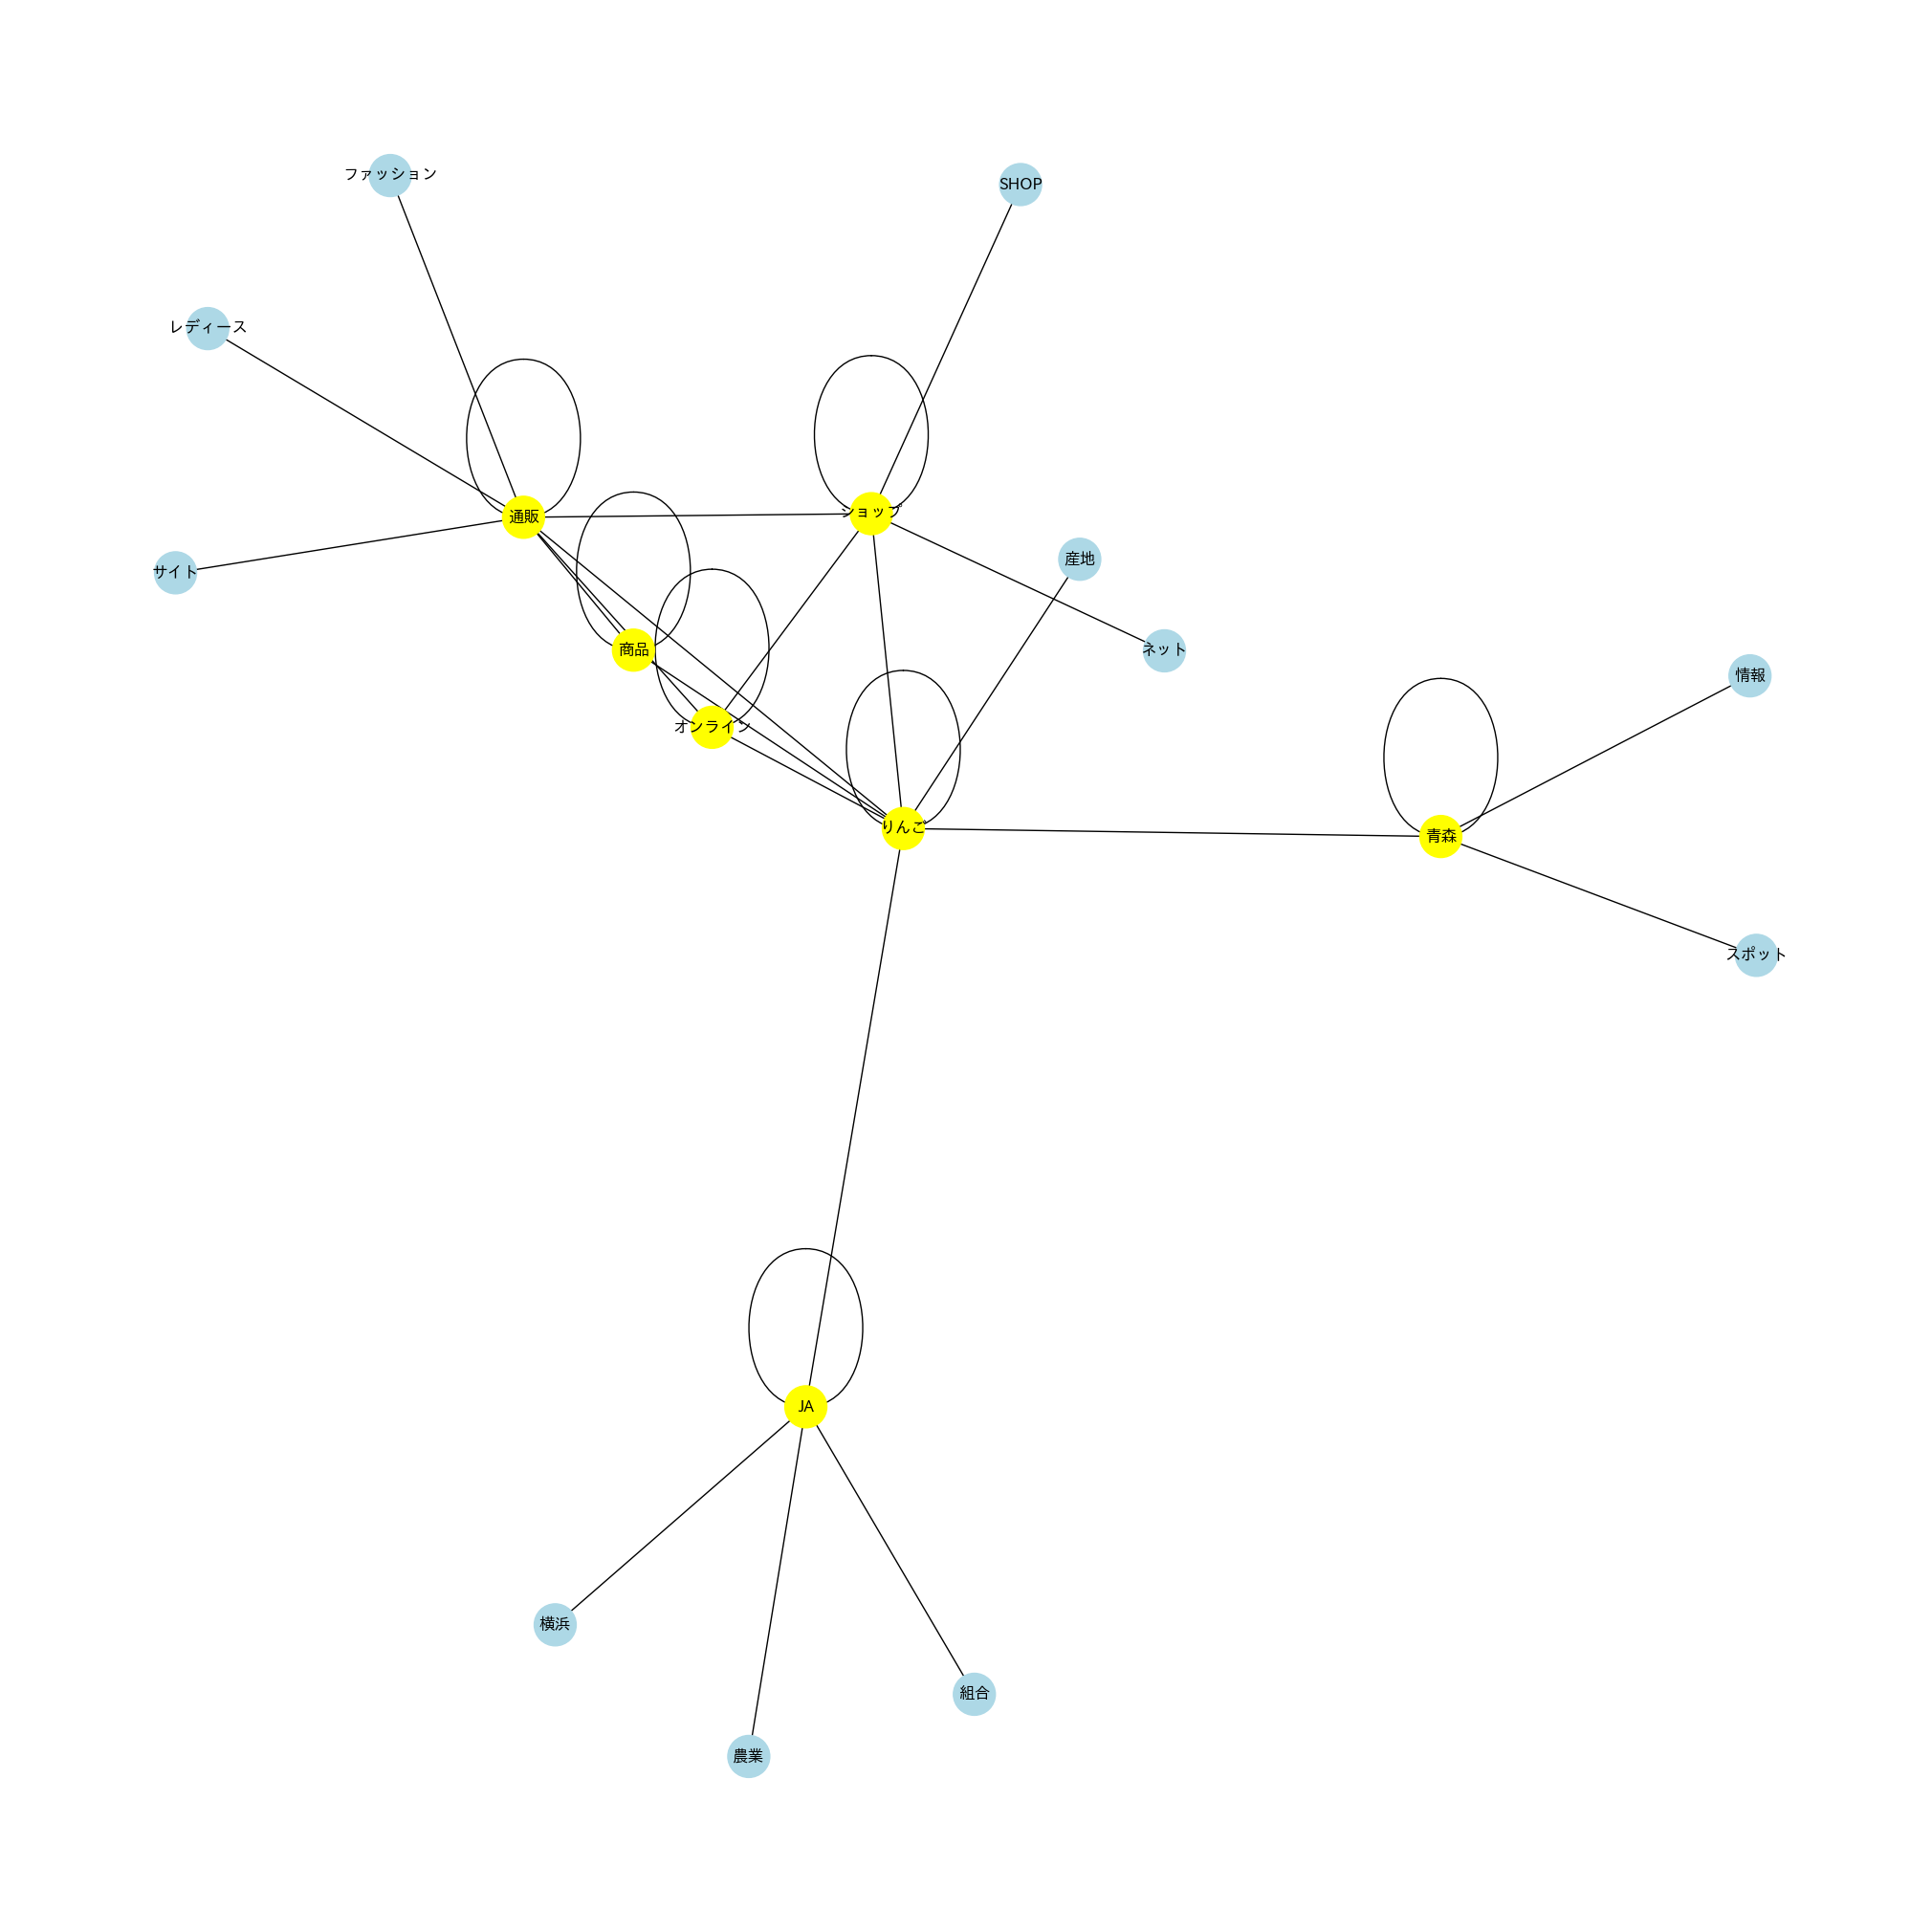 ファッション
SHOP
レディース
通販
ショップ
産地
サイト
商品
ネット
情報
オンライン
りんご
青森
スポット
JA
横浜
組合
農業